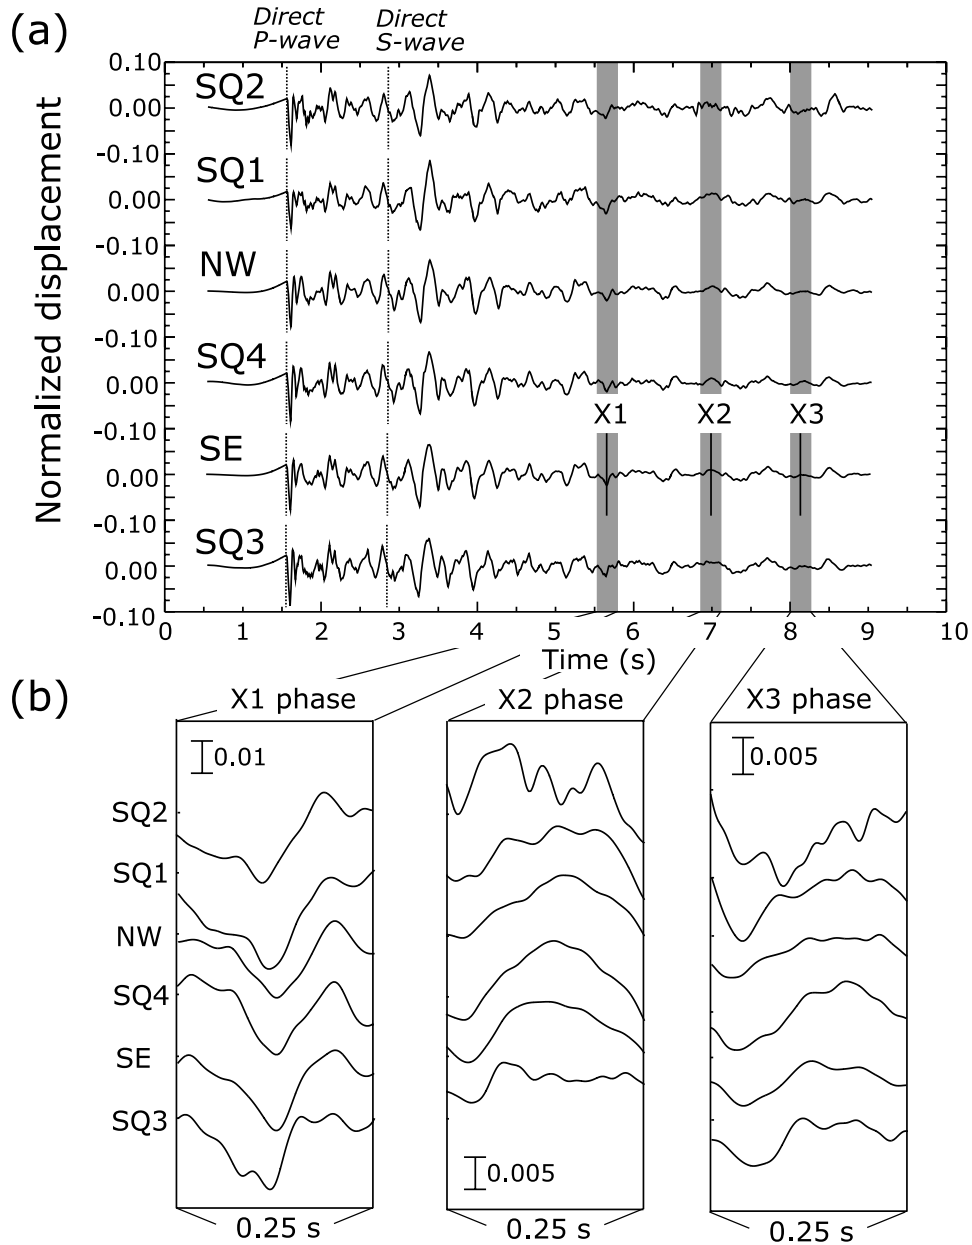 (a)
Direct
P-wave
Direct
S-wave
Normalized displacement
0.10
0.00
-0.10
0.00
-0.10
0.00
-0.10
0.00
-0.10
0.00
-0.10
0.00
-0.10
SQ2
SQ1
NW
SQ4
SE
SQ3
X1 X2 X3
0 1 2 3 4 5 6 7 8 9 10
Time (s)
(b)
X1 phase
X2 phase
X3 phase
0.01
0.005
0.005
SQ2
SQ1
NW
SQ4
SE
SQ3
0.25 s
0.25 s
0.25 s